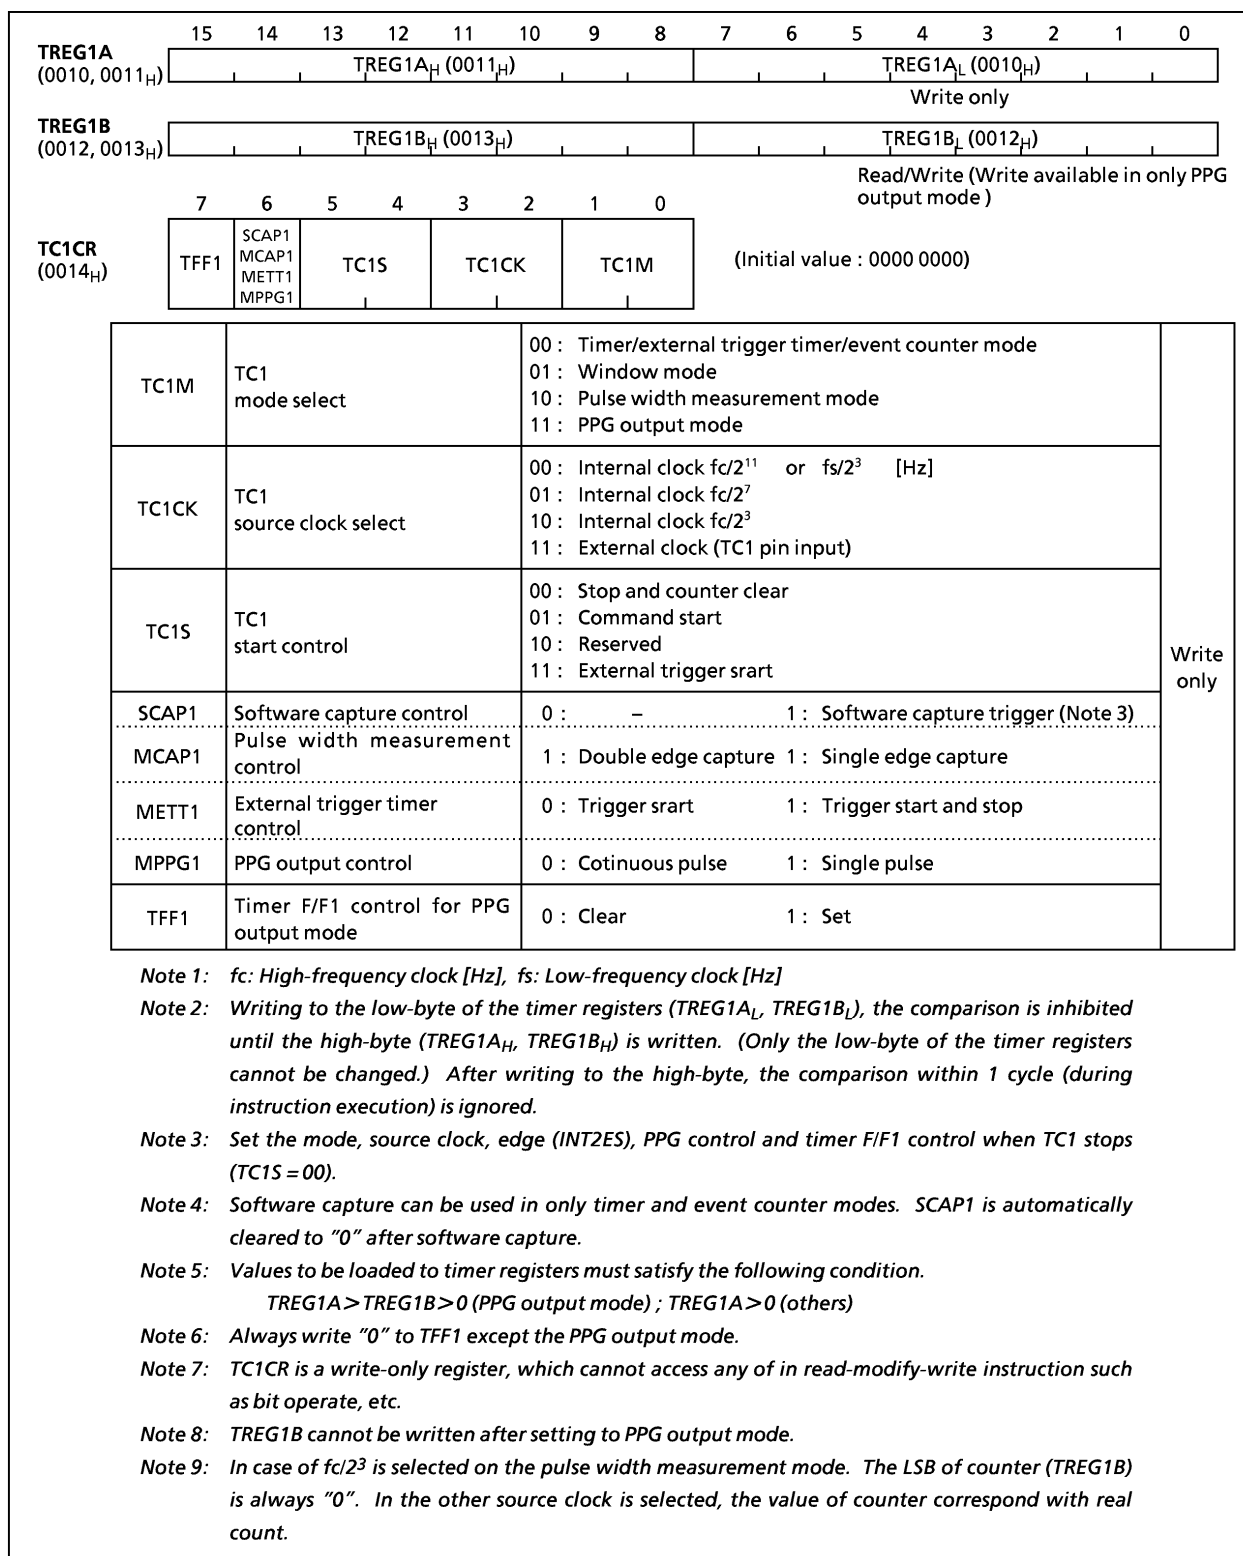 15 14 13 12 11 10 9 8 7 6 5 4 3 2 1 0
TREG1A
(0010, 0011H)
TREG1AH (0011H) TREG1AL (0010H)
Write only
TREG1B
(0012, 0013H)
TREG1BH (0013H) TREG1BL (0012H)
Read/Write (Write available in only PPG
output mode )
7 6 5 4 3 2 1 0
TC1CR
(0014H)
TFF1
SCAP1
MCAP1
METT1
MPPG1
TC1S TC1CK TC1M
(Initial value : 0000 0000)
TC1M
TC1
mode select
00 : Timer/external trigger timer/event counter mode
01 : Window mode
10 : Pulse width measurement mode
11 : PPG output mode
TC1CK
TC1
source clock select
00 : Internal clock fc/2¹¹ or fs/2³ [Hz]
01 : Internal clock fc/2⁷
10 : Internal clock fc/2³
11 : External clock (TC1 pin input)
TC1S
TC1
start control
00 : Stop and counter clear
01 : Command start
10 : Reserved
11 : External trigger srart
Write
only
SCAP1 Software capture control 0 : – 1 : Software capture trigger (Note 3)
MCAP1
Pulse width measurement
control
1 : Double edge capture 1 : Single edge capture
METT1
External trigger timer
control
0 : Trigger srart 1 : Trigger start and stop
MPPG1 PPG output control 0 : Cotinuous pulse 1 : Single pulse
TFF1
Timer F/F1 control for PPG
output mode
0 : Clear 1 : Set
Note 1: fc: High-frequency clock [Hz], fs: Low-frequency clock [Hz]
Note 2: Writing to the low-byte of the timer registers (TREG1AL, TREG1BL), the comparison is inhibited
until the high-byte (TREG1AH, TREG1BH) is written. (Only the low-byte of the timer registers
cannot be changed.) After writing to the high-byte, the comparison within 1 cycle (during
instruction execution) is ignored.
Note 3: Set the mode, source clock, edge (INT2ES), PPG control and timer F/F1 control when TC1 stops
(TC1S = 00).
Note 4: Software capture can be used in only timer and event counter modes. SCAP1 is automatically
cleared to ″0″ after software capture.
Note 5: Values to be loaded to timer registers must satisfy the following condition.
TREG1A>TREG1B>0 (PPG output mode) ; TREG1A>0 (others)
Note 6: Always write ″0″ to TFF1 except the PPG output mode.
Note 7: TC1CR is a write-only register, which cannot access any of in read-modify-write instruction such
as bit operate, etc.
Note 8: TREG1B cannot be written after setting to PPG output mode.
Note 9: In case of fc/2³ is selected on the pulse width measurement mode. The LSB of counter (TREG1B)
is always ″0″. In the other source clock is selected, the value of counter correspond with real
count.